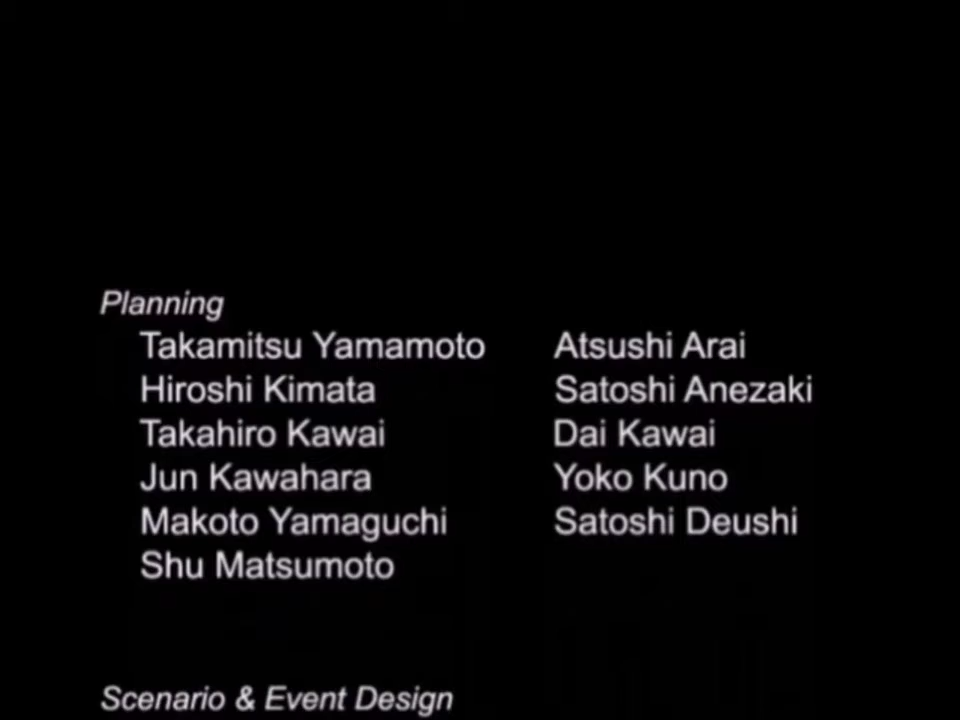 Planning
Takamitsu Yamamoto Atsushi Arai
Hiroshi Kimata Satoshi Anezaki
Takahiro Kawai Dai Kawai
Jun Kawahara Yoko Kuno
Makoto Yamaguchi Satoshi Deushi
Shu Matsumoto
Scenario & Event Design